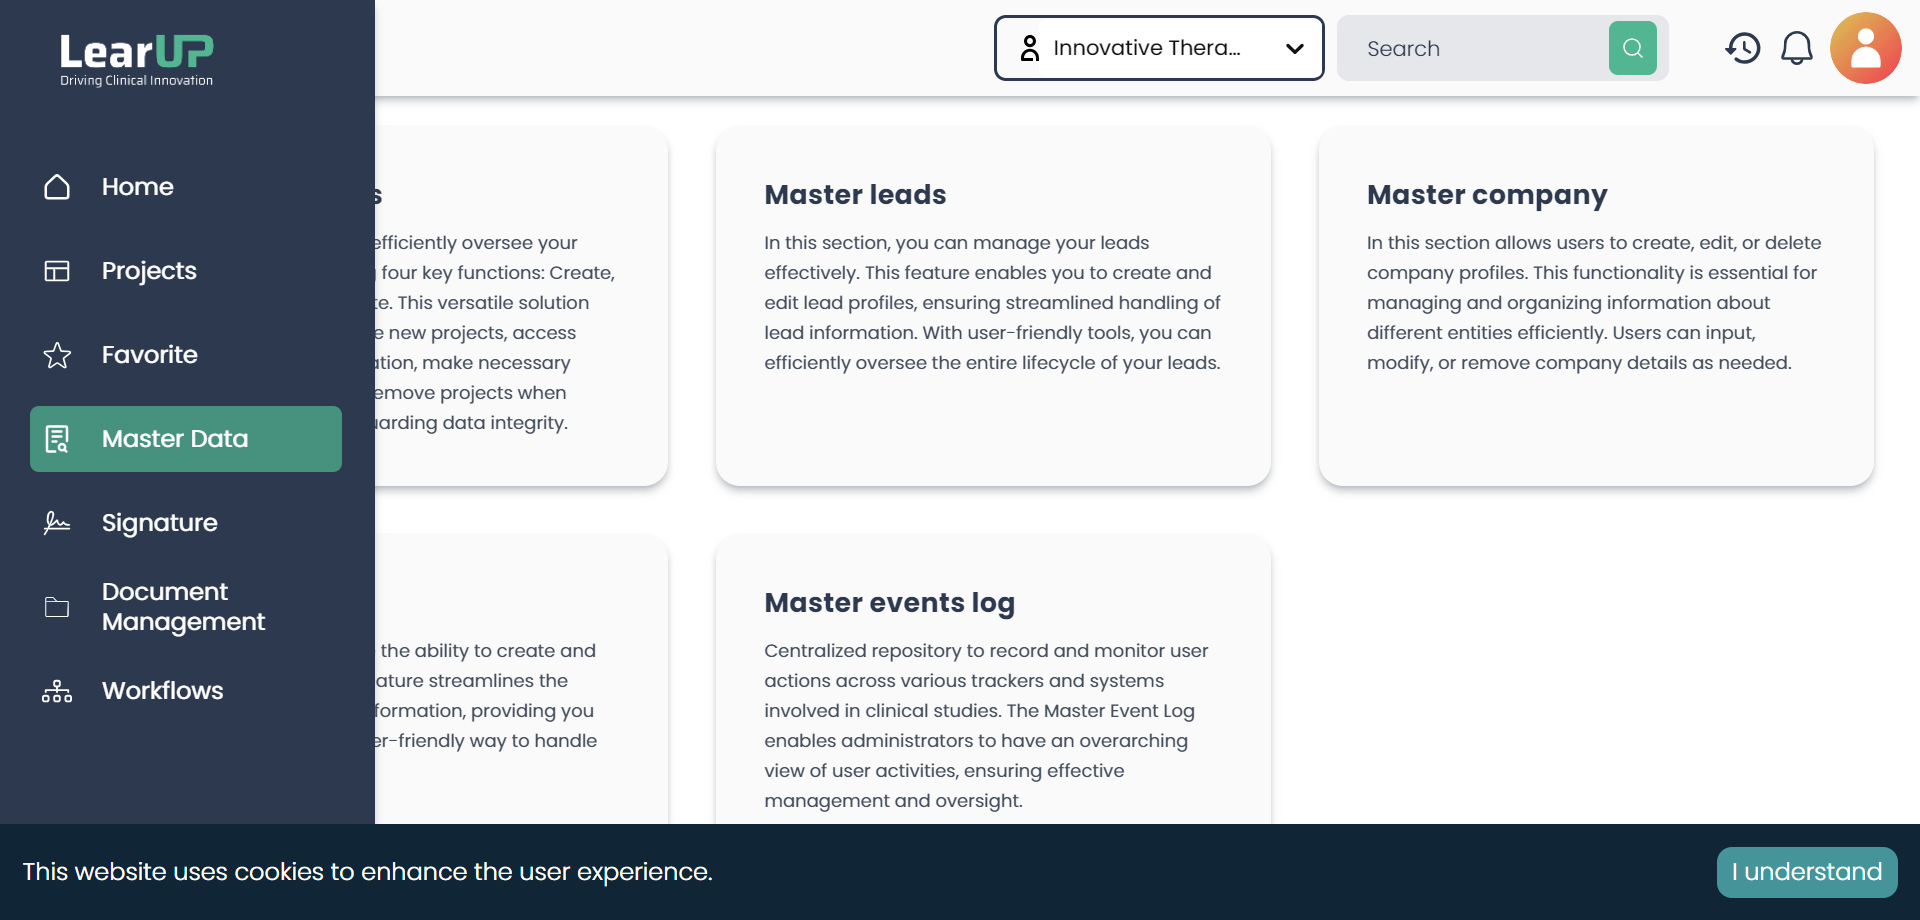 LearUP
Driving Clinical Innovation
Innovative Thera...
Search
Home
Projects
Favorite
Master Data
Signature
Document
Management
Workflows
efficiently oversee your
four key functions: Create,
This versatile solution
new projects, access
make necessary
remove projects when
data integrity.
Master leads
In this section, you can manage your leads
effectively. This feature enables you to create and
edit lead profiles, ensuring streamlined handling of
lead information. With user-friendly tools, you can
efficiently oversee the entire lifecycle of your leads.
Master company
In this section allows users to create, edit, or delete
company profiles. This functionality is essential for
managing and organizing information about
different entities efficiently. Users can input,
modify, or remove company details as needed.
the ability to create and
streamlines the
providing you
way to handle
Master events log
Centralized repository to record and monitor user
actions across various trackers and systems
involved in clinical studies. The Master Event Log
enables administrators to have an overarching
view of user activities, ensuring effective
management and oversight.
This website uses cookies to enhance the user experience.
I understand